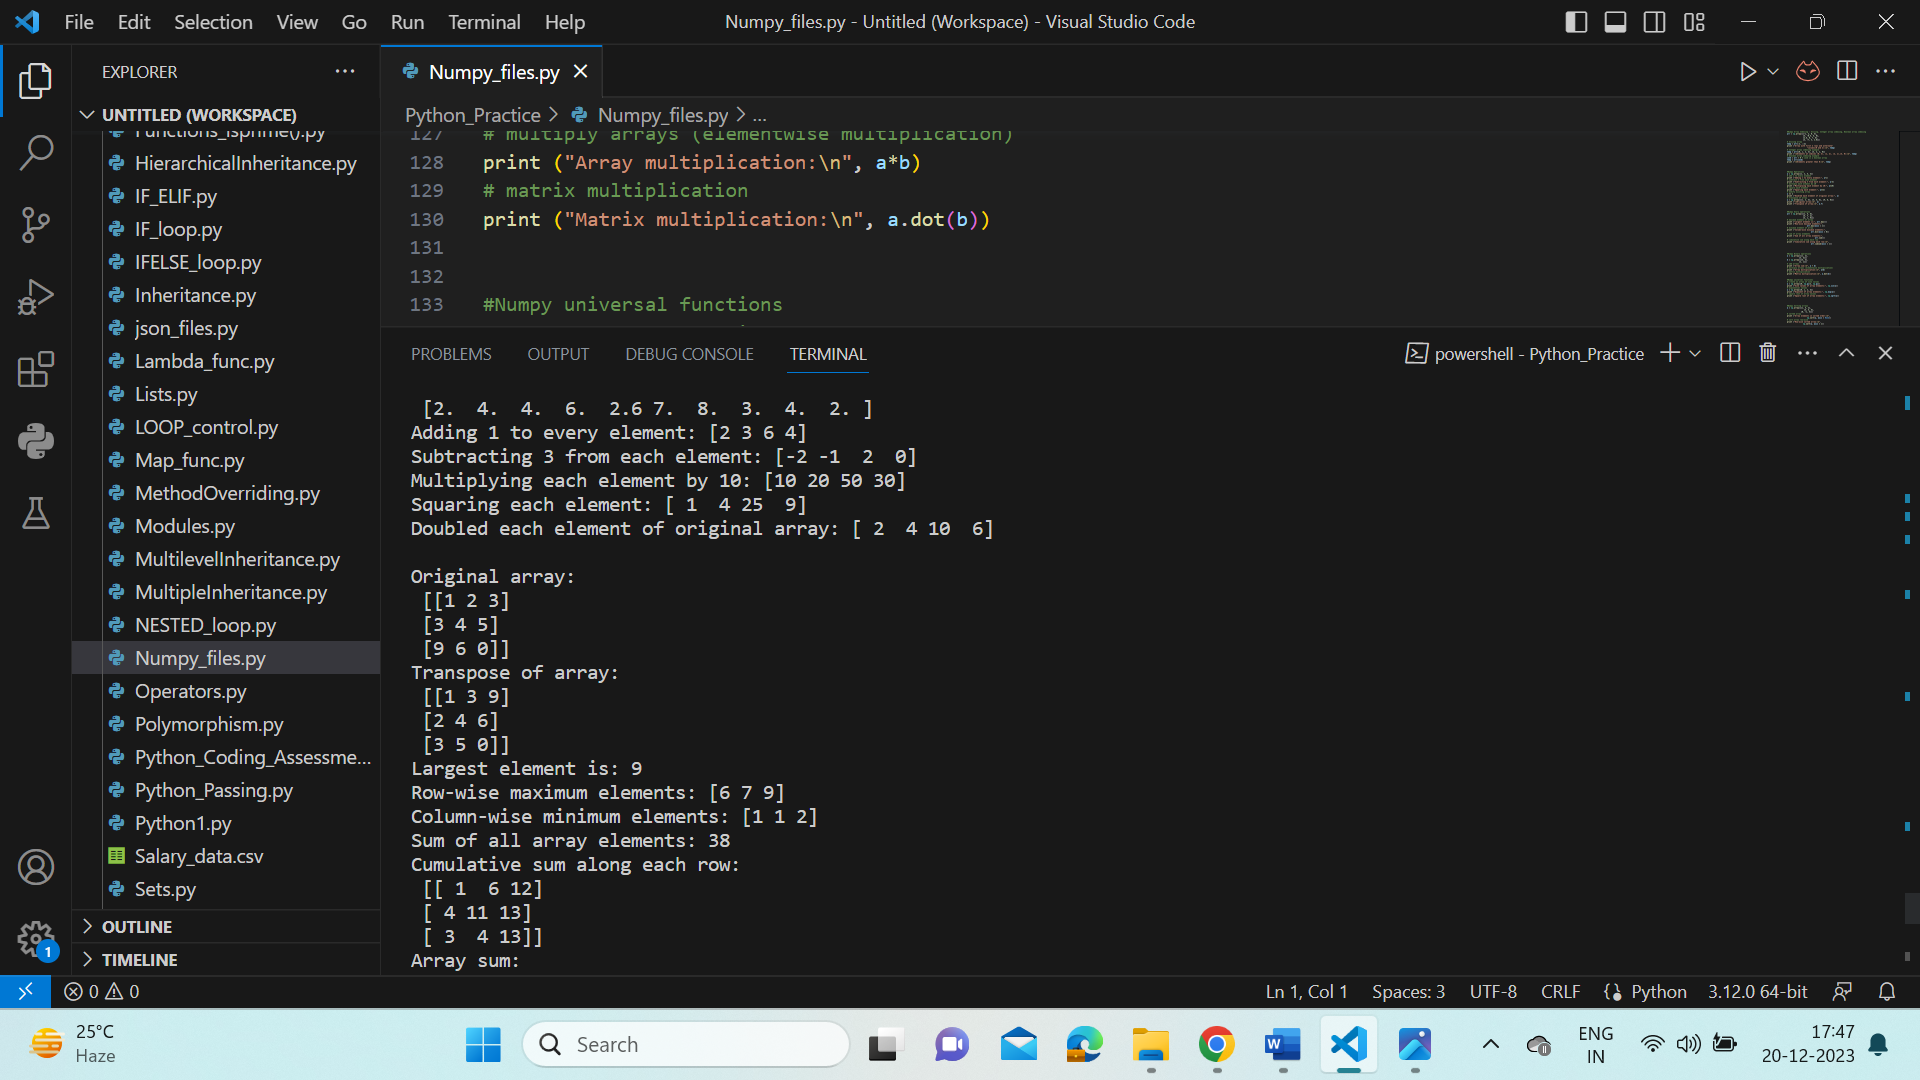 File Edit Selection View Go Run Terminal Help
Numpy_files.py - Untitled (Workspace) - Visual Studio Code
EXPLORER
UNTITLED (WORKSPACE)
Functions_isprime().py
HierarchicalInheritance.py
IF_ELIF.py
IF_loop.py
IFELSE_loop.py
Inheritance.py
json_files.py
Lambda_func.py
Lists.py
LOOP_control.py
Map_func.py
MethodOverriding.py
Modules.py
MultilevelInheritance.py
MultipleInheritance.py
NESTED_loop.py
Numpy_files.py
Operators.py
Polymorphism.py
Python_Coding_Assessme...
Python_Passing.py
Python1.py
Salary_data.csv
Sets.py
OUTLINE
TIMELINE
Numpy_files.py
Python_Practice > Numpy_files.py > ...
127 # multiply arrays (elementwise multiplication)
128 print ("Array multiplication:\n", a*b)
129 # matrix multiplication
130 print ("Matrix multiplication:\n", a.dot(b))
131
132
133 #Numpy universal functions
PROBLEMS OUTPUT DEBUG CONSOLE TERMINAL
powershell - Python_Practice
[2.  4.  4.  6.  2.6 7.  8.  3.  4.  2. ]
Adding 1 to every element: [2 3 6 4]
Subtracting 3 from each element: [-2 -1  2  0]
Multiplying each element by 10: [10 20 50 30]
Squaring each element: [ 1  4 25  9]
Doubled each element of original array: [ 2  4 10  6]
Original array:
[[1 2 3]
[3 4 5]
[9 6 0]]
Transpose of array:
[[1 3 9]
[2 4 6]
[3 5 0]]
Largest element is: 9
Row-wise maximum elements: [6 7 9]
Column-wise minimum elements: [1 1 2]
Sum of all array elements: 38
Cumulative sum along each row:
[[ 1  6 12]
[ 4 11 13]
[ 3  4 13]]
Array sum:
1
0 0
Ln 1, Col 1 Spaces: 3 UTF-8 CRLF Python 3.12.0 64-bit
25°C
Haze
Search
ENG
IN
17:47
20-12-2023